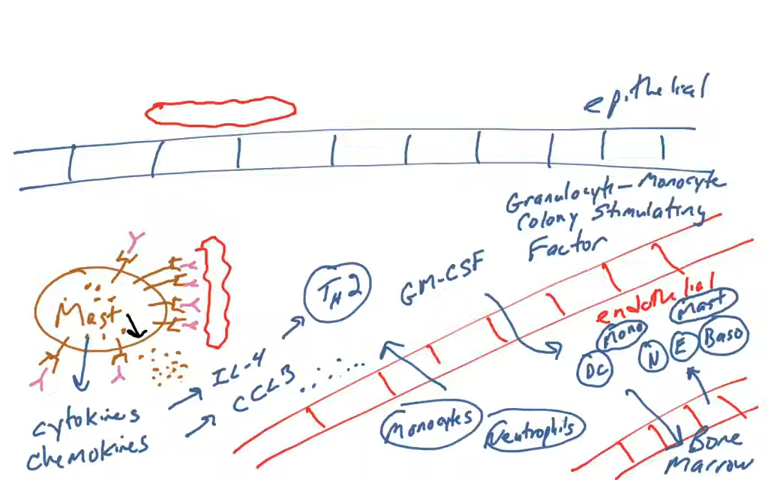 epithelial
Granulocyte-Monocyte
Colony Stimulating
Factor
GM-CSF
TH2
Mast
endothelial
Mast
Mono
Baso
E
N
DC
IL-4
CCL3
cytokines
chemokines
Monocytes
Neutrophils
Bone
Marrow